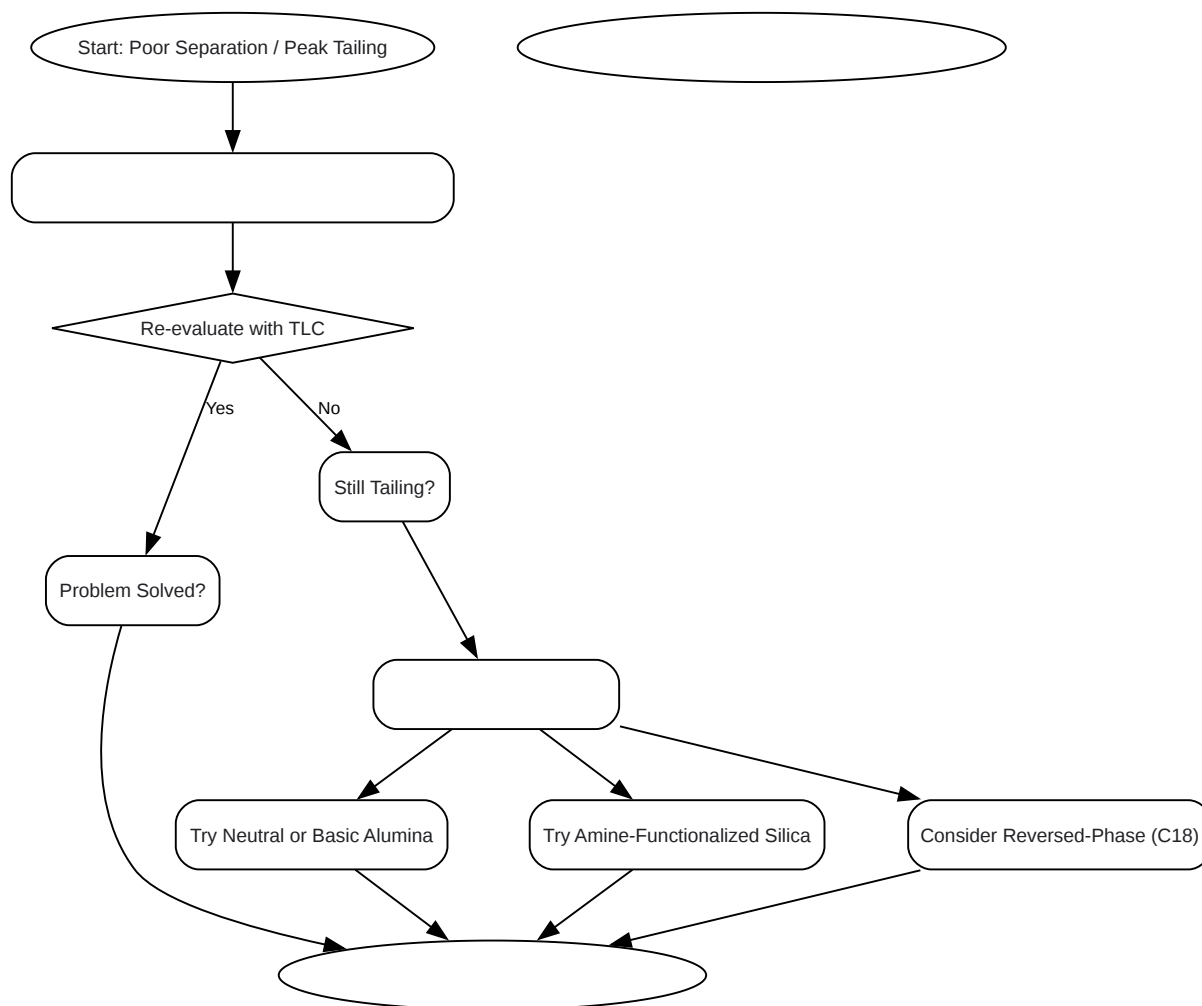 Start: Poor Separation / Peak Tailing
Re-evaluate with TLC
Yes
No
Still Tailing?
Problem Solved?
Try Neutral or Basic Alumina
Try Amine-Functionalized Silica
Consider Reversed-Phase (C18)